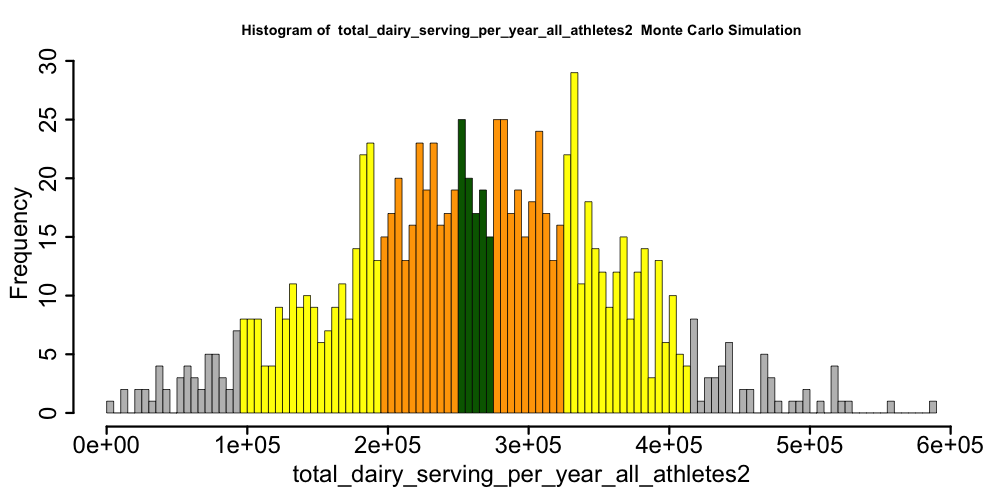 Histogram of  total_dairy_serving_per_year_all_athletes2  Monte Carlo Simulation
30
25
20
15
10
5
0
Frequency
0e+00 1e+05 2e+05 3e+05 4e+05 5e+05 6e+05
total_dairy_serving_per_year_all_athletes2